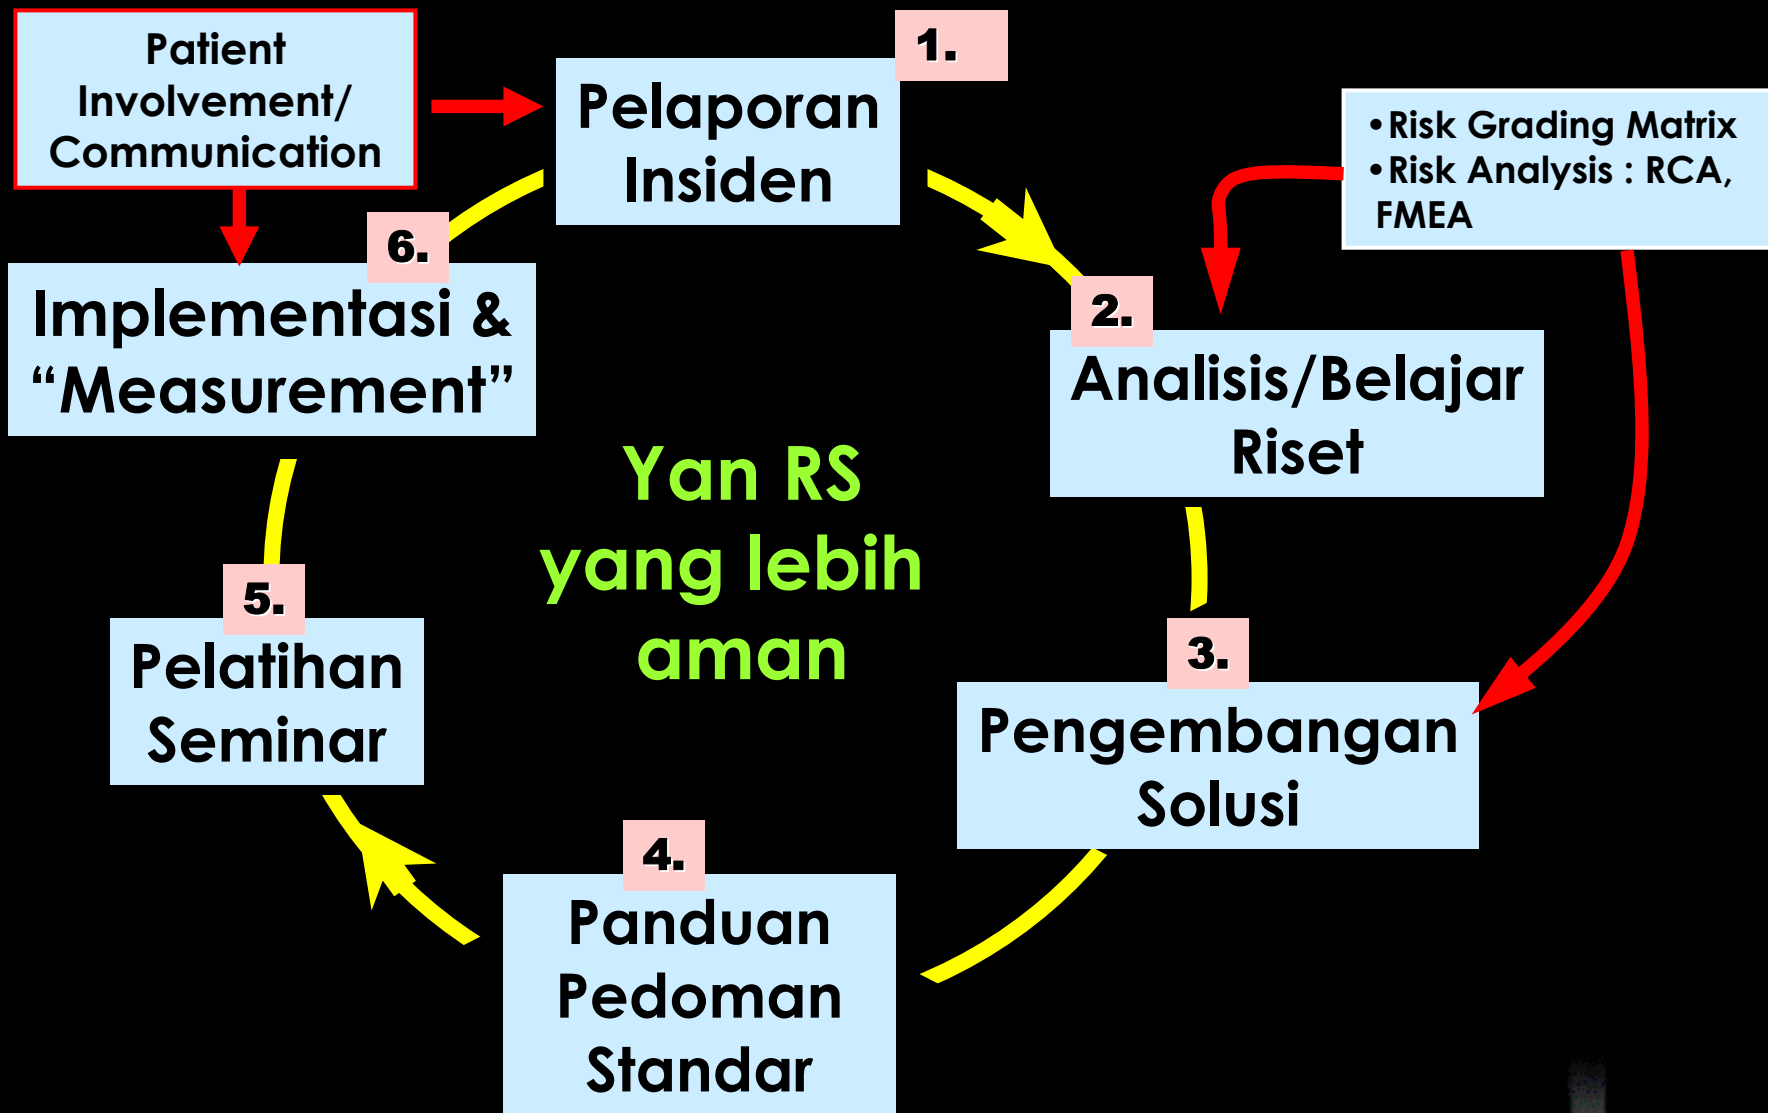 Patient
Involvement/
Communication
1.
Pelaporan
Insiden
•Risk Grading Matrix
•Risk Analysis : RCA,
FMEA
6.
Implementasi &
“Measurement”
2.
Analisis/Belajar
Riset
Yan RS
yang lebih
aman
5.
Pelatihan
Seminar
3.
Pengembangan
Solusi
4.
Panduan
Pedoman
Standar